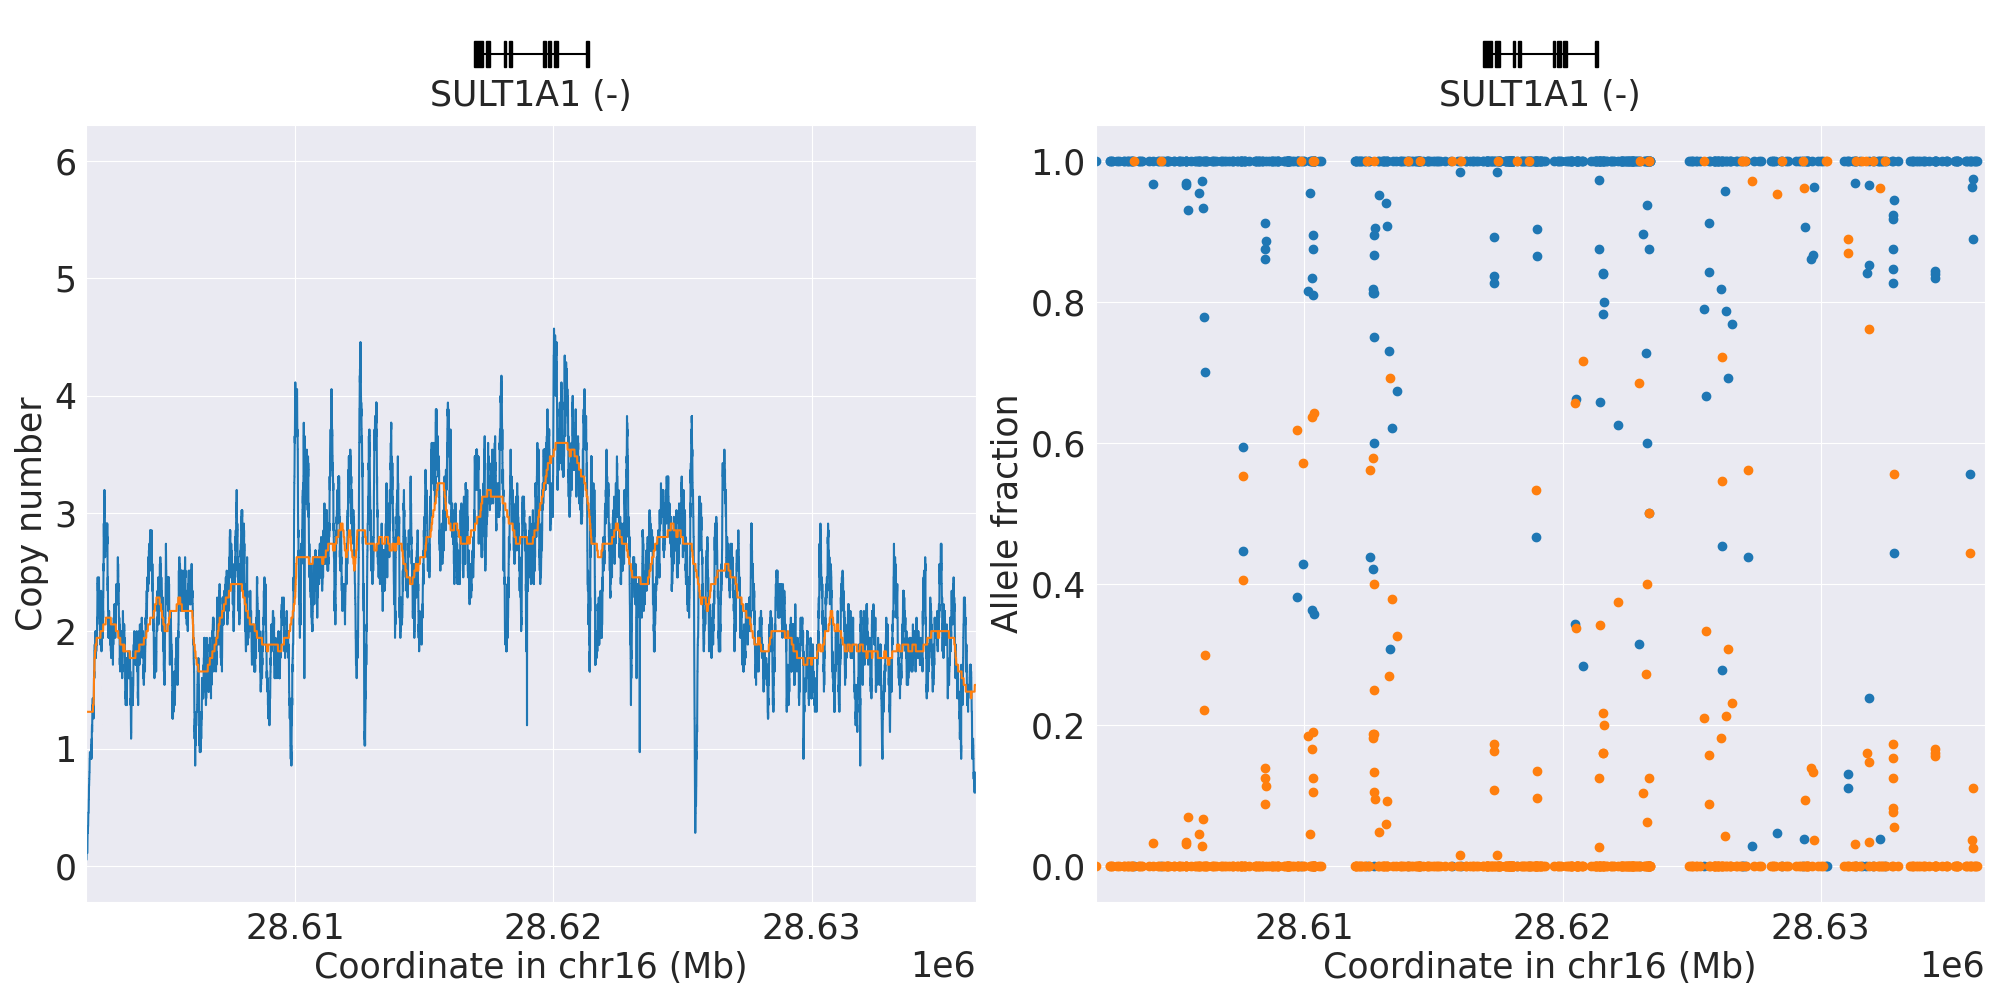 SULT1A1 (-)
6
5
4
3
2
1
0
Copy number
28.61
28.62
28.63
Coordinate in chr16 (Mb)
1e6
SULT1A1 (-)
1.0
0.8
0.6
0.4
0.2
0.0
Allele fraction
28.61
28.62
28.63
Coordinate in chr16 (Mb)
1e6